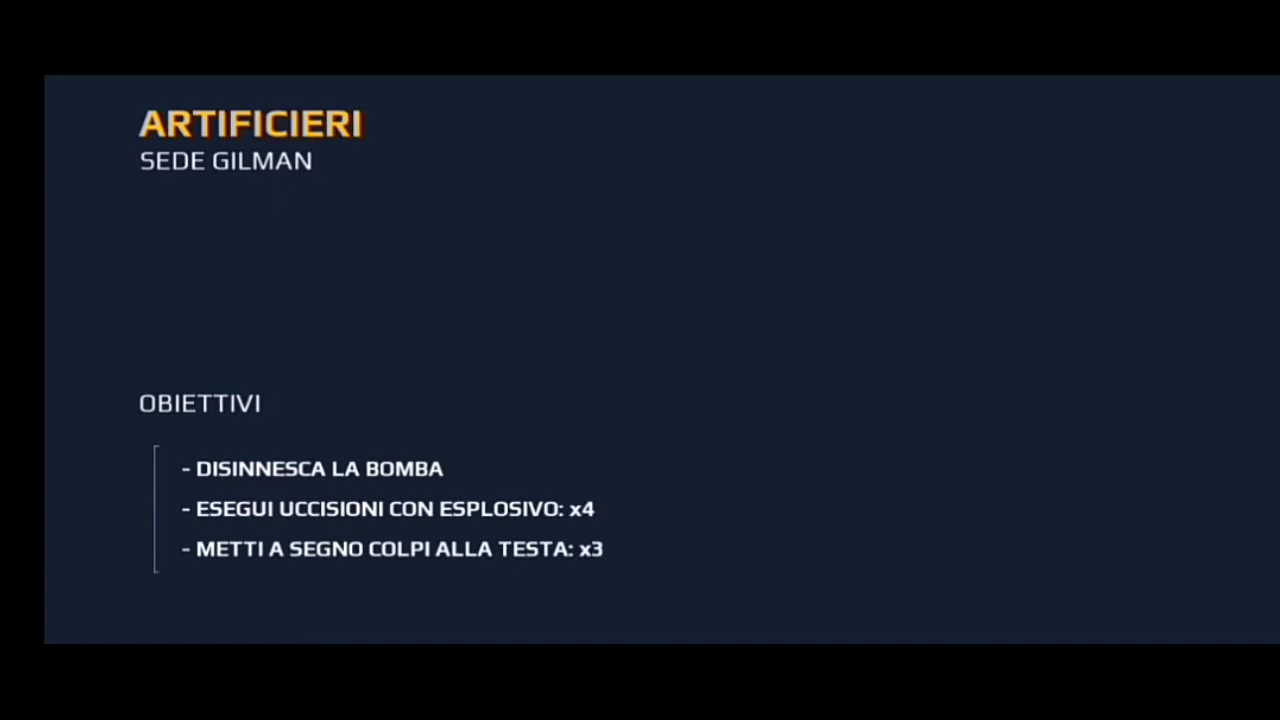 ARTIFICIERI
SEDE GILMAN
OBIETTIVI
- DISINNESCA LA BOMBA
- ESEGUI UCCISIONI CON ESPLOSIVO: x4
- METTI A SEGNO COLPI ALLA TESTA: x3